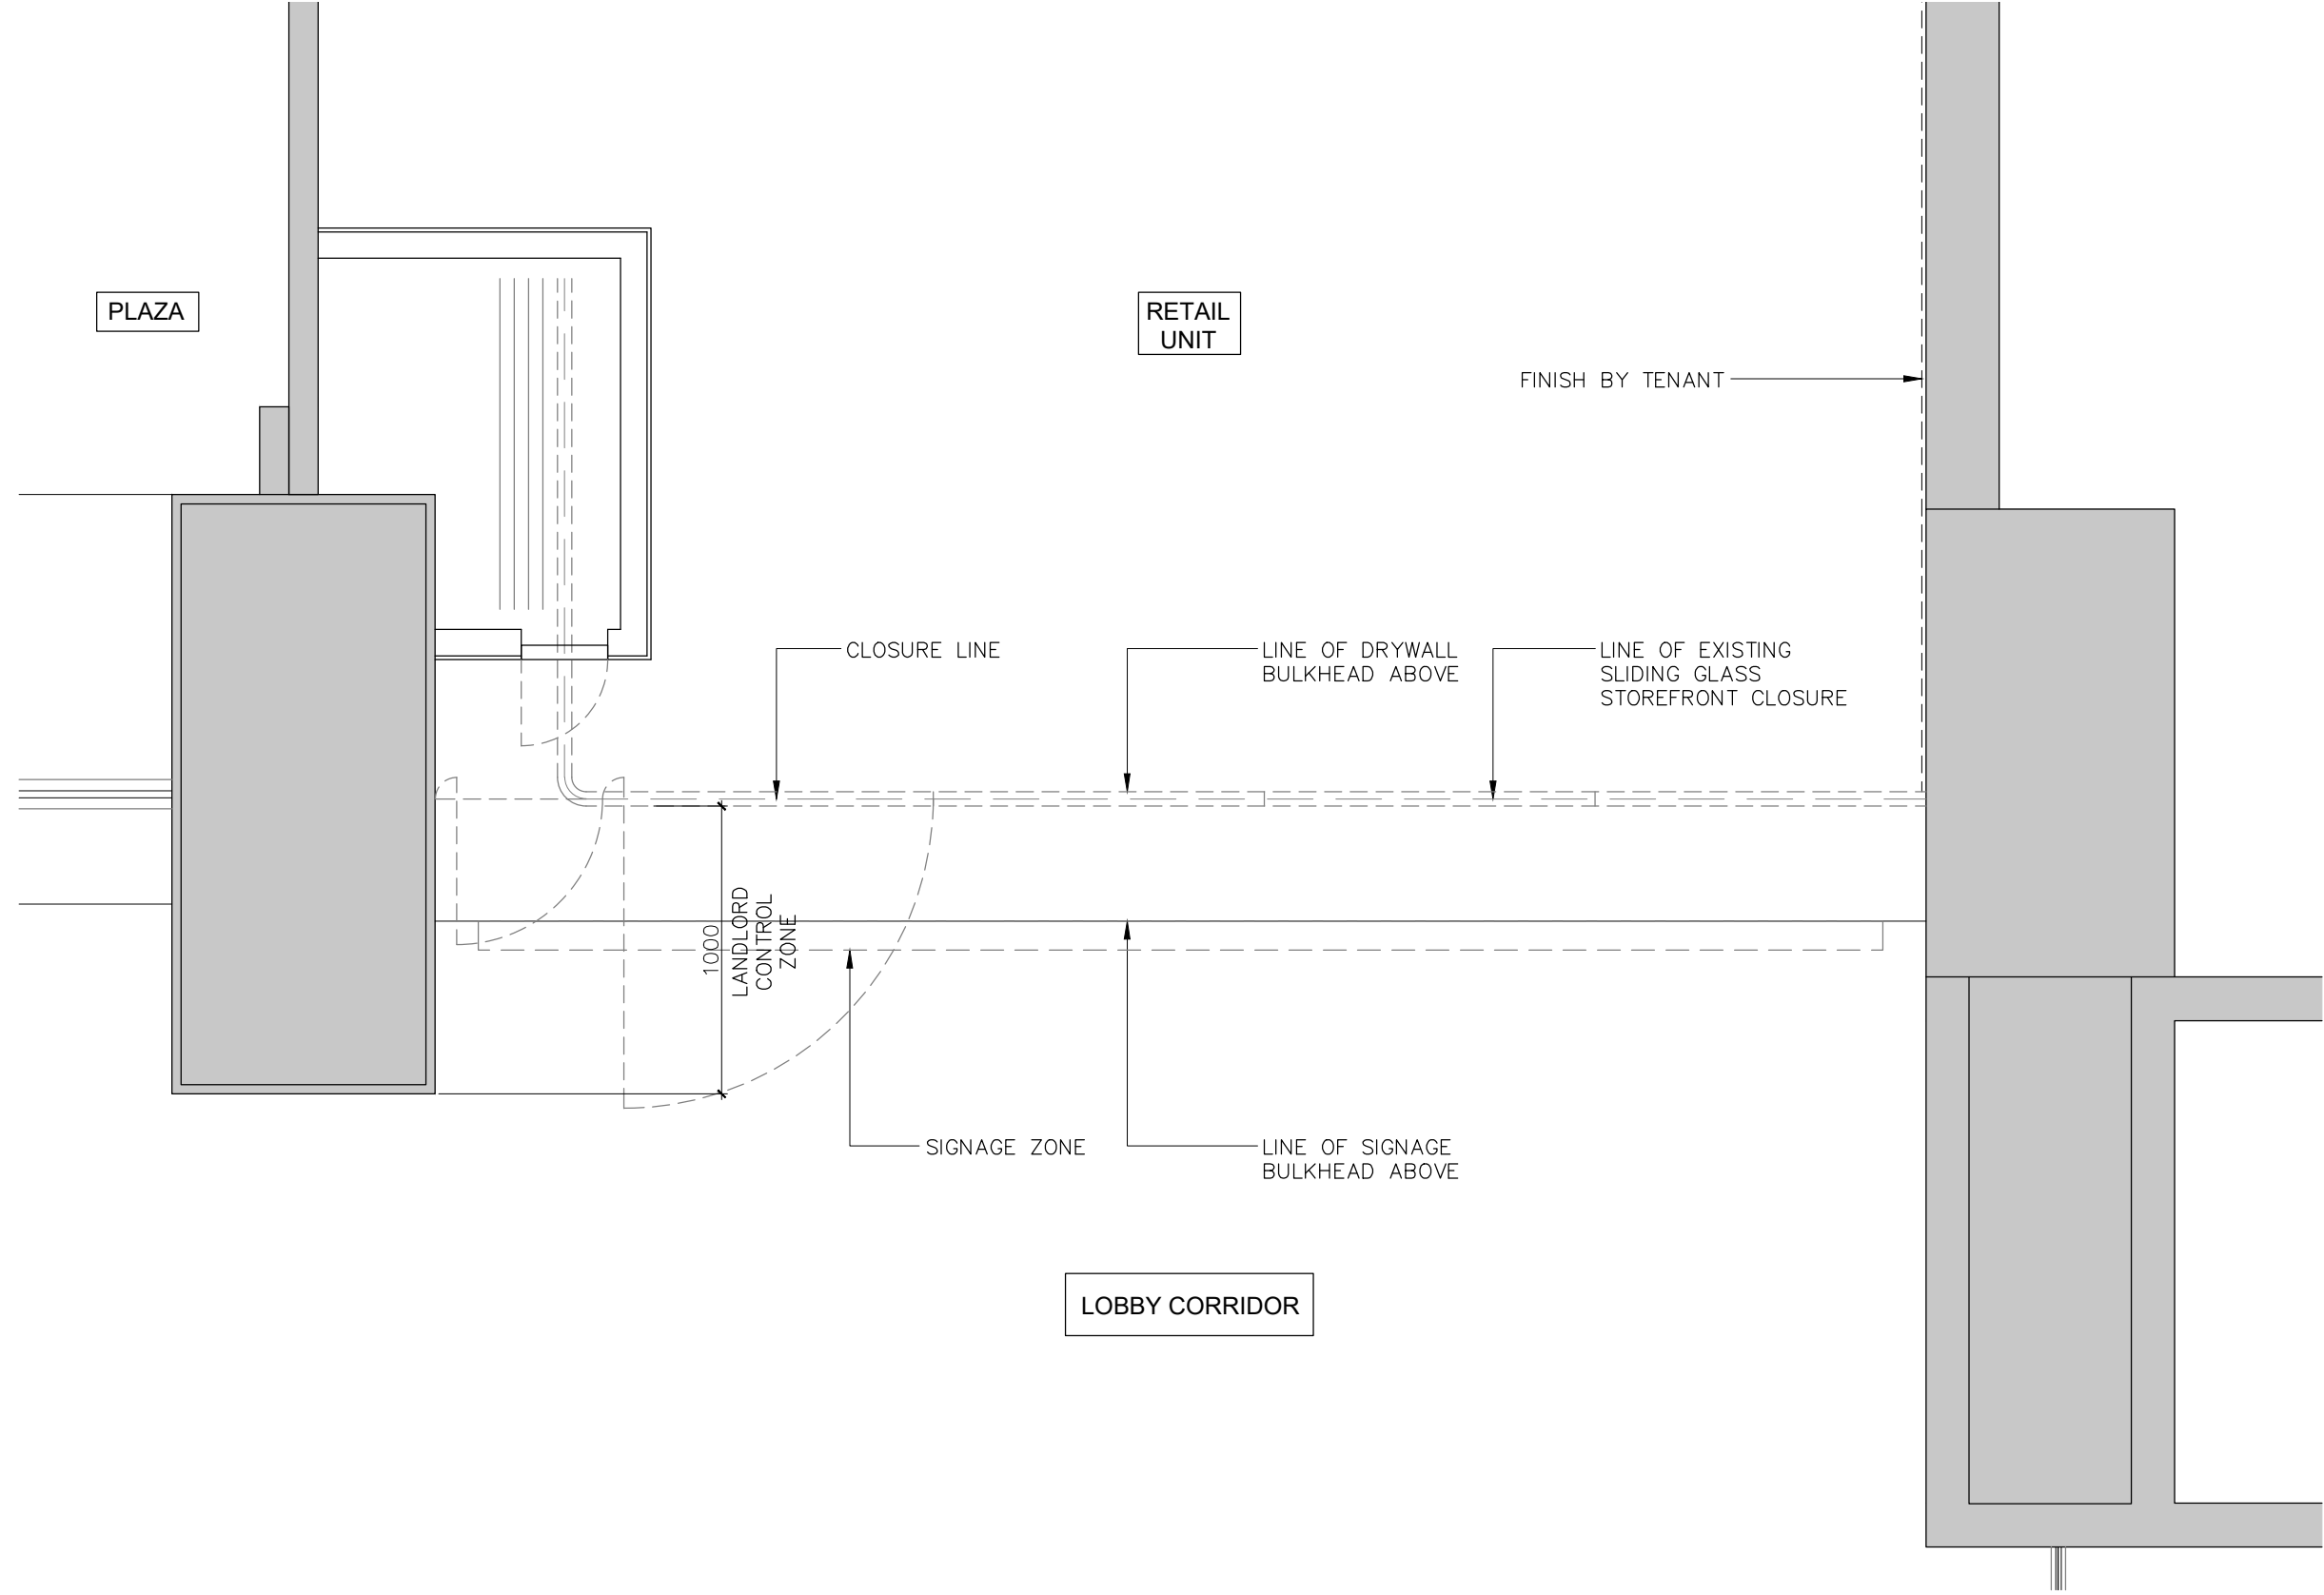 PLAZA
RETAIL
UNIT
FINISH BY TENANT
CLOSURE LINE
LINE OF DRYWALL
BULKHEAD ABOVE
LINE OF EXISTING
SLIDING GLASS
STOREFRONT CLOSURE
1000
LANDLORD
CONTROL
ZONE
SIGNAGE ZONE
LINE OF SIGNAGE
BULKHEAD ABOVE
LOBBY CORRIDOR